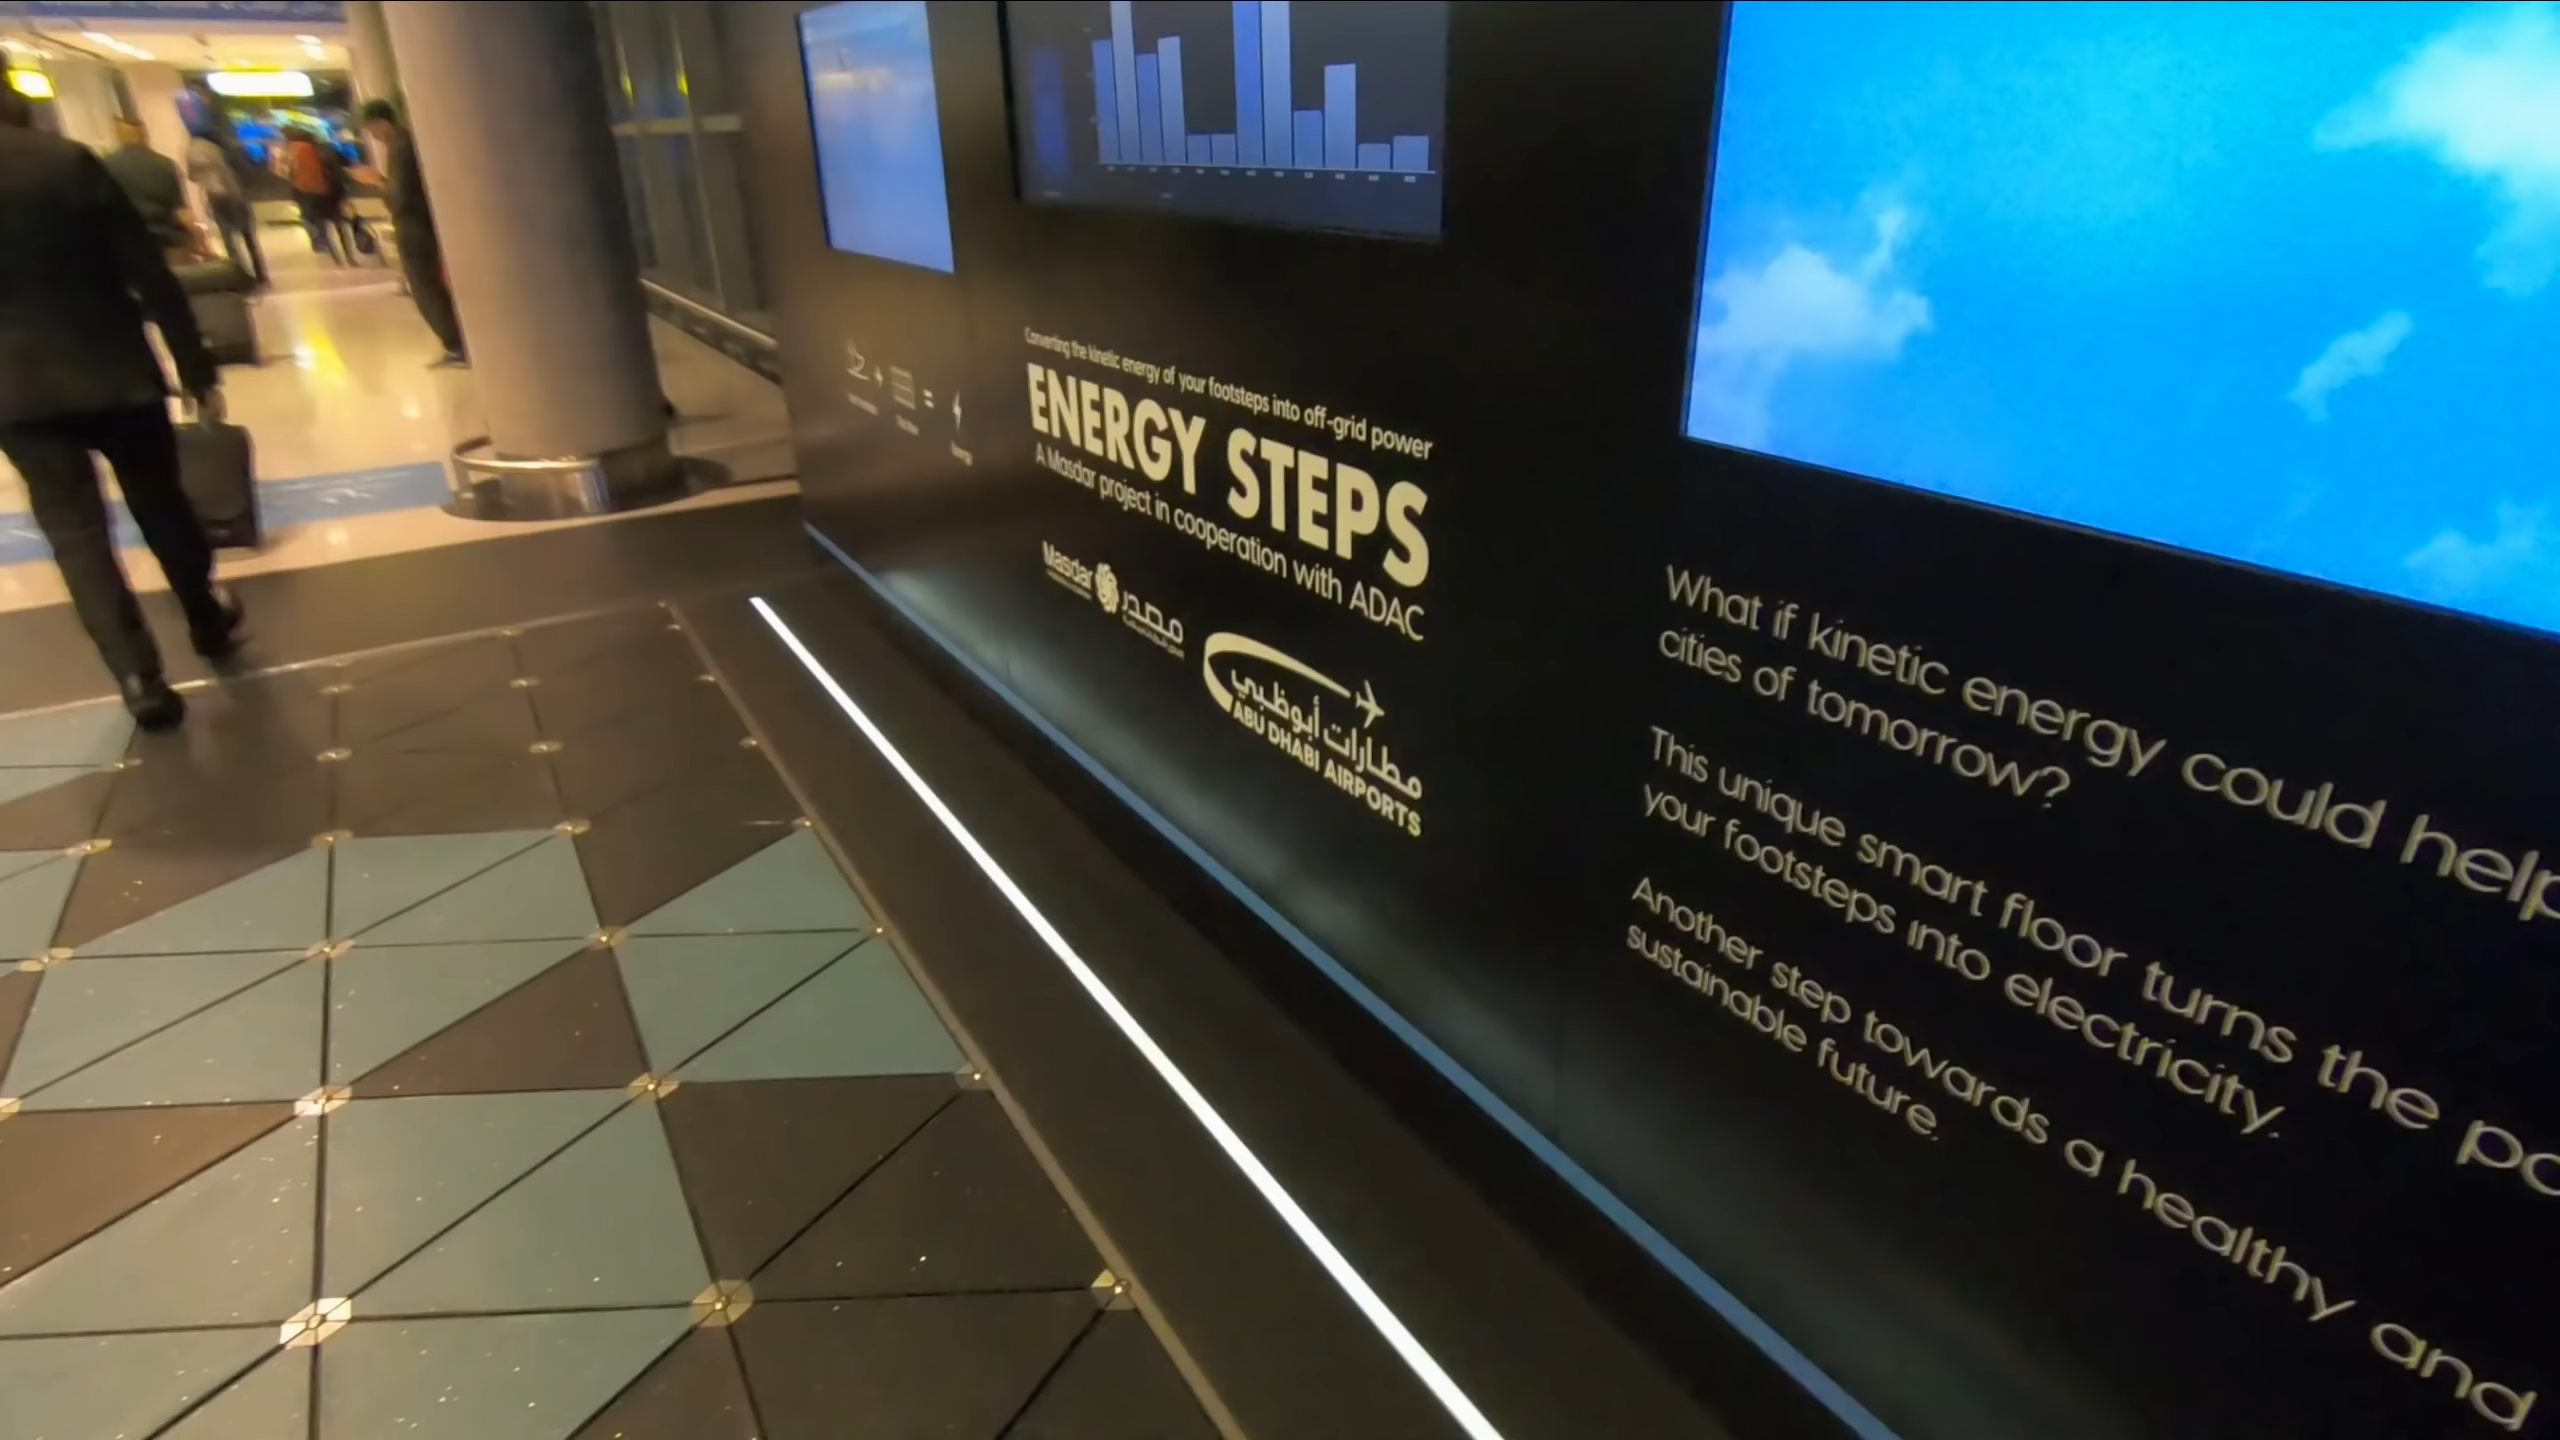 Converting the kinetic energy of your footsteps into off-grid power
ENERGY STEPS
A Masdar project in cooperation with ADAC
Masdar مصدر
مطارات أبوظبي
ABU DHABI AIRPORTS
+ =
Energy
What if kinetic energy could help
cities of tomorrow?
This unique smart floor turns the
your footsteps into electricity.
Another step towards a healthy and
sustainable future.